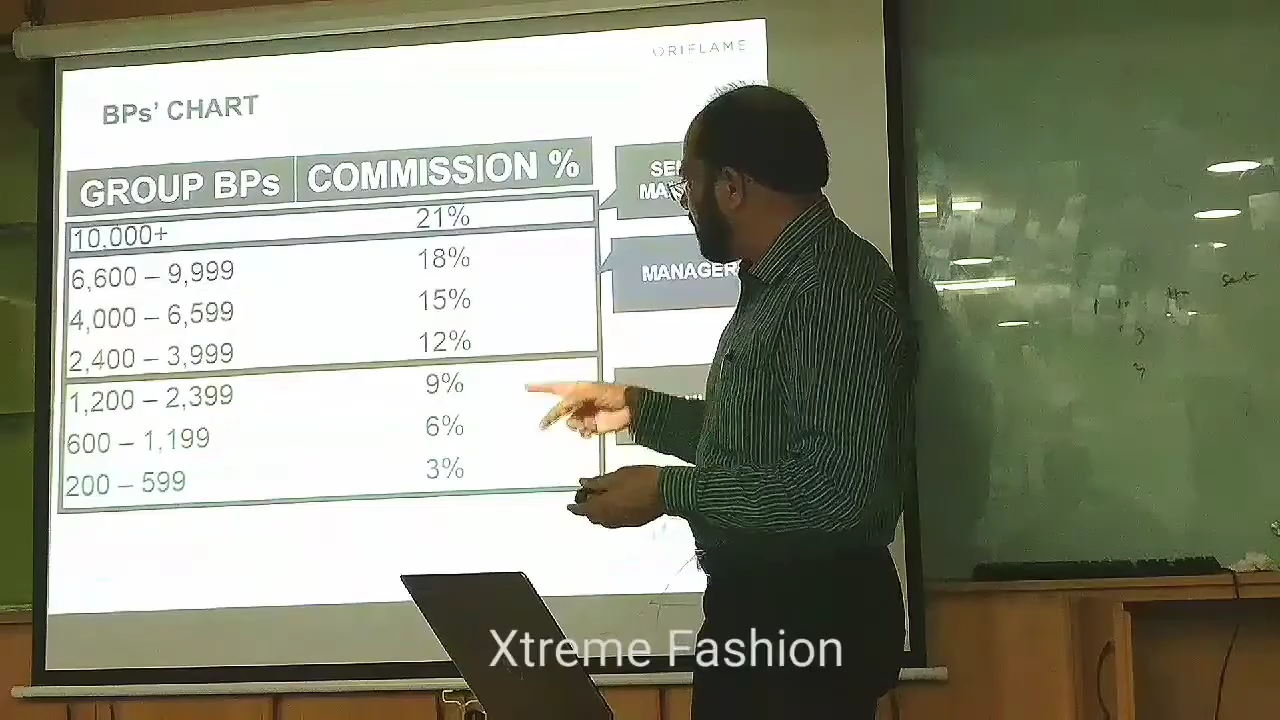 ORIFLAME
BPs' CHART
GROUP BPs COMMISSION %
10,000+ 21%
6,600 – 9,999 18%
4,000 – 6,599 15%
2,400 – 3,999 12%
1,200 – 2,399 9%
600 – 1,199 6%
200 – 599 3%
MANAGER
Xtreme Fashion